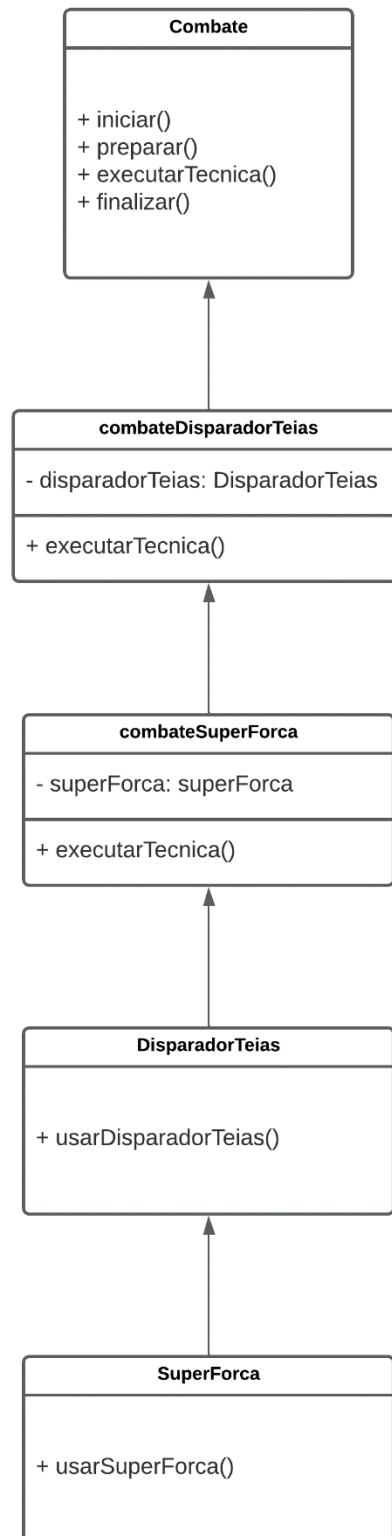 Combate
+ iniciar()
+ preparar()
+ executarTecnica()
+ finalizar()
combateDisparadorTeias
- disparadorTeias: DisparadorTeias
+ executarTecnica()
combateSuperForca
- superForca: superForca
+ executarTecnica()
DisparadorTeias
+ usarDisparadorTeias()
SuperForca
+ usarSuperForca()